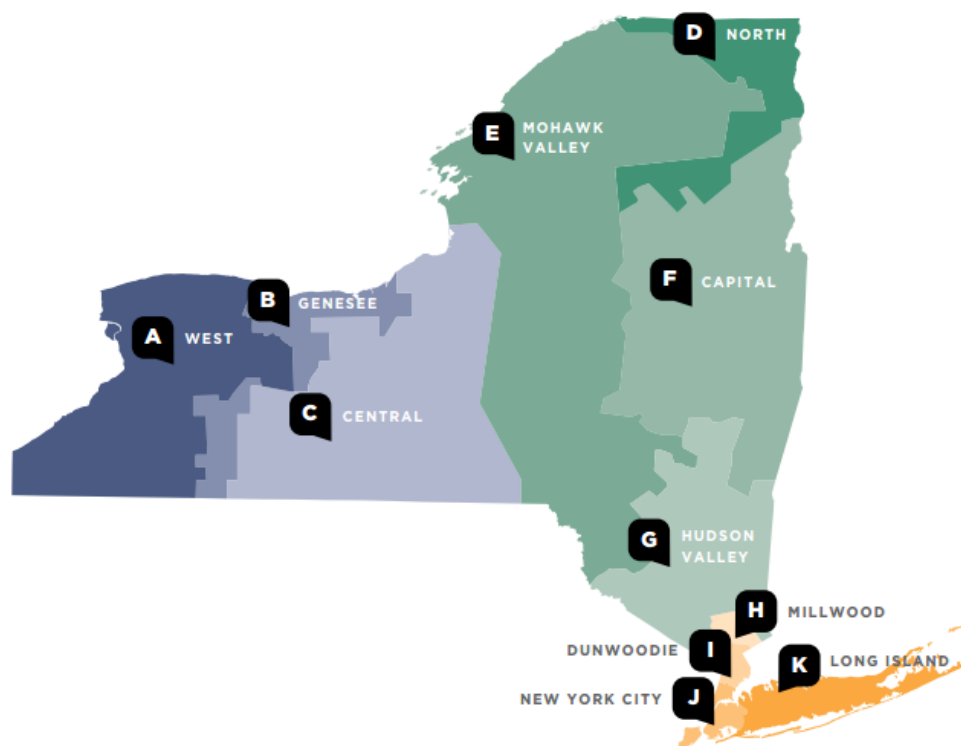 D NORTH
E MOHAWK
VALLEY
F CAPITAL
B GENESEE
A WEST
C CENTRAL
G HUDSON
VALLEY
H MILLWOOD
DUNWOODIE I
K LONG ISLAND
NEW YORK CITY J